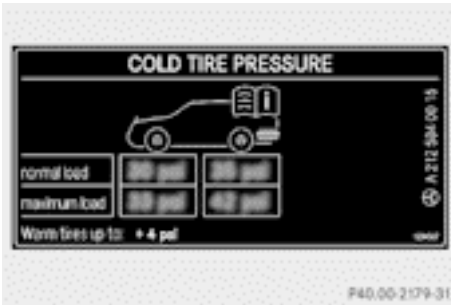 COLD TIRE PRESSURE
A 212 584 00 15
normal load
maximum load
Warm tires up to: + 4 psi
P40.00-2179-31